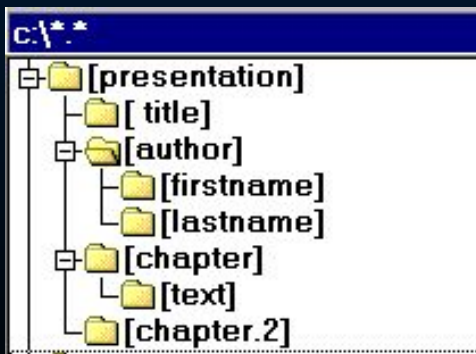 c:\*.*
[presentation]
[ title]
[author]
[firstname]
[lastname]
[chapter]
[text]
[chapter.2]